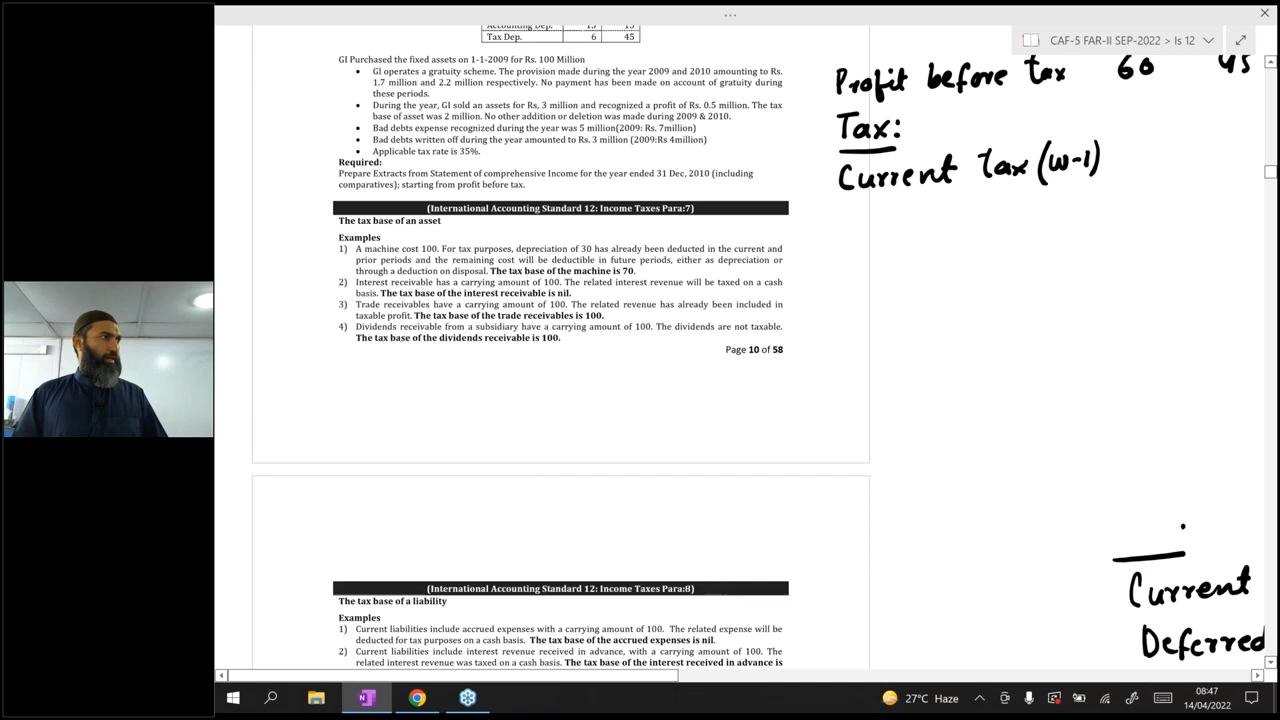 CAF-5 FAR-II SEP-2022 > Is 12
Accounting Dep. 15 15
Tax Dep. 6 45
GI Purchased the fixed assets on 1-1-2009 for Rs. 100 Million
• GI operates a gratuity scheme. The provision made during the year 2009 and 2010 amounting to Rs.
1.7 million and 2.2 million respectively. No payment has been made on account of gratuity during
these periods.
• During the year, GI sold an assets for Rs, 3 million and recognized a profit of Rs. 0.5 million. The tax
base of asset was 2 million. No other addition or deletion was made during 2009 & 2010.
• Bad debts expense recognized during the year was 5 million(2009: Rs. 7million)
• Bad debts written off during the year amounted to Rs. 3 million (2009:Rs 4million)
• Applicable tax rate is 35%.
Required:
Prepare Extracts from Statement of comprehensive Income for the year ended 31 Dec, 2010 (including
comparatives); starting from profit before tax.
(International Accounting Standard 12: Income Taxes Para:7)
The tax base of an asset
Examples
1) A machine cost 100. For tax purposes, depreciation of 30 has already been deducted in the current and
prior periods and the remaining cost will be deductible in future periods, either as depreciation or
through a deduction on disposal. The tax base of the machine is 70.
2) Interest receivable has a carrying amount of 100. The related interest revenue will be taxed on a cash
basis. The tax base of the interest receivable is nil.
3) Trade receivables have a carrying amount of 100. The related revenue has already been included in
taxable profit. The tax base of the trade receivables is 100.
4) Dividends receivable from a subsidiary have a carrying amount of 100. The dividends are not taxable.
The tax base of the dividends receivable is 100.
Page 10 of 58
(International Accounting Standard 12: Income Taxes Para:8)
The tax base of a liability
Examples
1) Current liabilities include accrued expenses with a carrying amount of 100. The related expense will be
deducted for tax purposes on a cash basis. The tax base of the accrued expenses is nil.
2) Current liabilities include interest revenue received in advance, with a carrying amount of 100. The
related interest revenue was taxed on a cash basis. The tax base of the interest received in advance is
Profit before tax 60 45
Tax:
Current Tax (W-1)
Current
Deferred
27°C Haze
08:47
14/04/2022